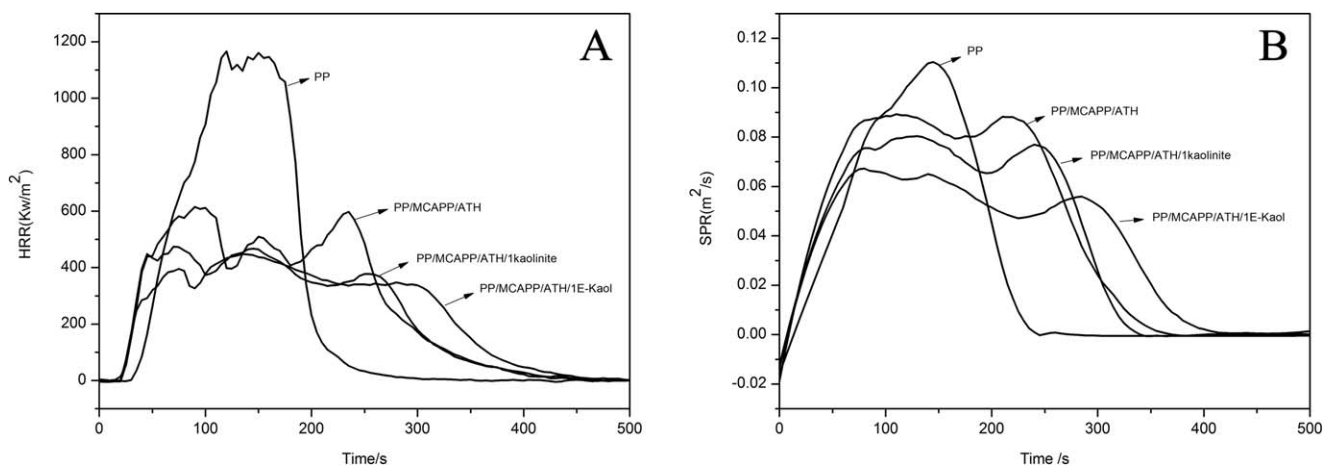 A
HRR(Kw/m²)
1200
1000
800
600
400
200
0
0 100 200 300 400 500
Time/s
PP
PP/MCAPP/ATH
PP/MCAPP/ATH/1kaolinite
PP/MCAPP/ATH/1E-Kaol
B
SPR(m²/s)
0.12
0.10
0.08
0.06
0.04
0.02
0.00
-0.02
0 100 200 300 400 500
Time /s
PP
PP/MCAPP/ATH
PP/MCAPP/ATH/1kaolinite
PP/MCAPP/ATH/1E-Kaol